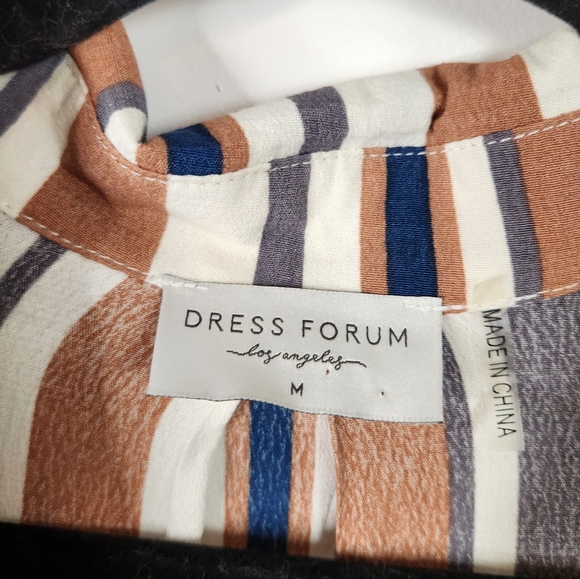 DRESS FORUM
los angeles
M
MADE IN CHINA